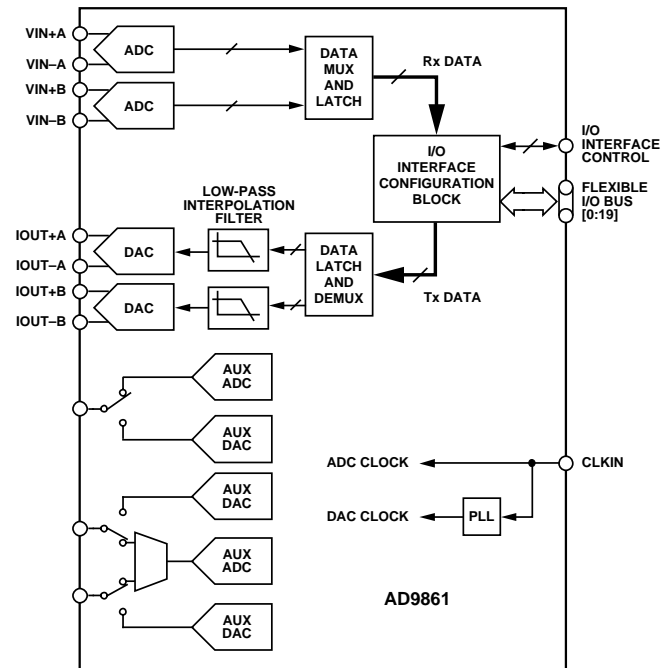 VIN+A
VIN–A
VIN+B
VIN–B
ADC
ADC
DATA
MUX
AND
LATCH
Rx DATA
I/O
INTERFACE
CONFIGURATION
BLOCK
I/O
INTERFACE
CONTROL
FLEXIBLE
I/O BUS
[0:19]
LOW-PASS
INTERPOLATION
FILTER
IOUT+A
IOUT–A
IOUT+B
IOUT–B
DAC
DAC
DATA
LATCH
AND
DEMUX
Tx DATA
AUX
ADC
AUX
DAC
AUX
DAC
AUX
ADC
AUX
DAC
ADC CLOCK
CLKIN
DAC CLOCK
PLL
AD9861